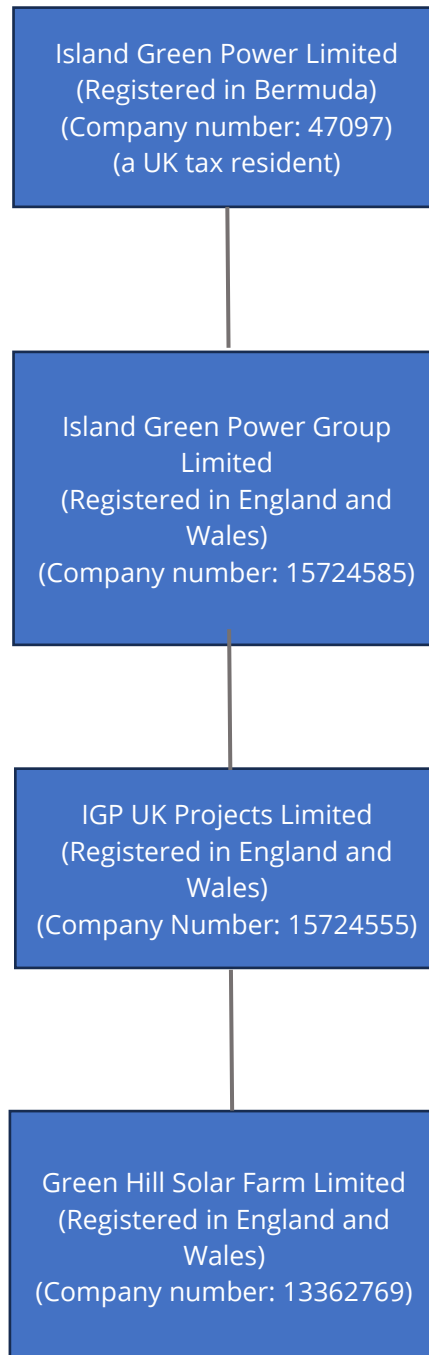 Island Green Power Limited
(Registered in Bermuda)
(Company number: 47097)
(a UK tax resident)
Island Green Power Group
Limited
(Registered in England and
Wales)
(Company number: 15724585)
IGP UK Projects Limited
(Registered in England and
Wales)
(Company Number: 15724555)
Green Hill Solar Farm Limited
(Registered in England and
Wales)
(Company number: 13362769)